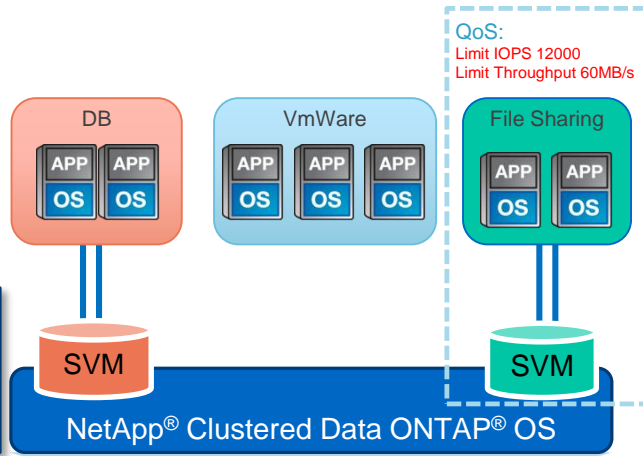 QoS:
Limit IOPS 12000
Limit Throughput 60MB/s
DB
VmWare
File Sharing
APP APP
OS OS
APP APP APP
OS OS OS
APP APP
OS OS
SVM
SVM
NetApp® Clustered Data ONTAP® OS